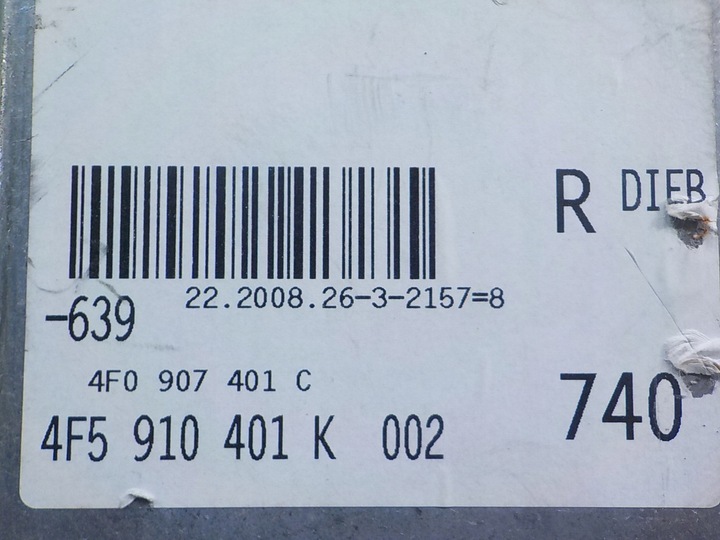 R DIEB
22.2008.26-3-2157=8
-639
4F0 907 401 C
740
4F5 910 401 K 002